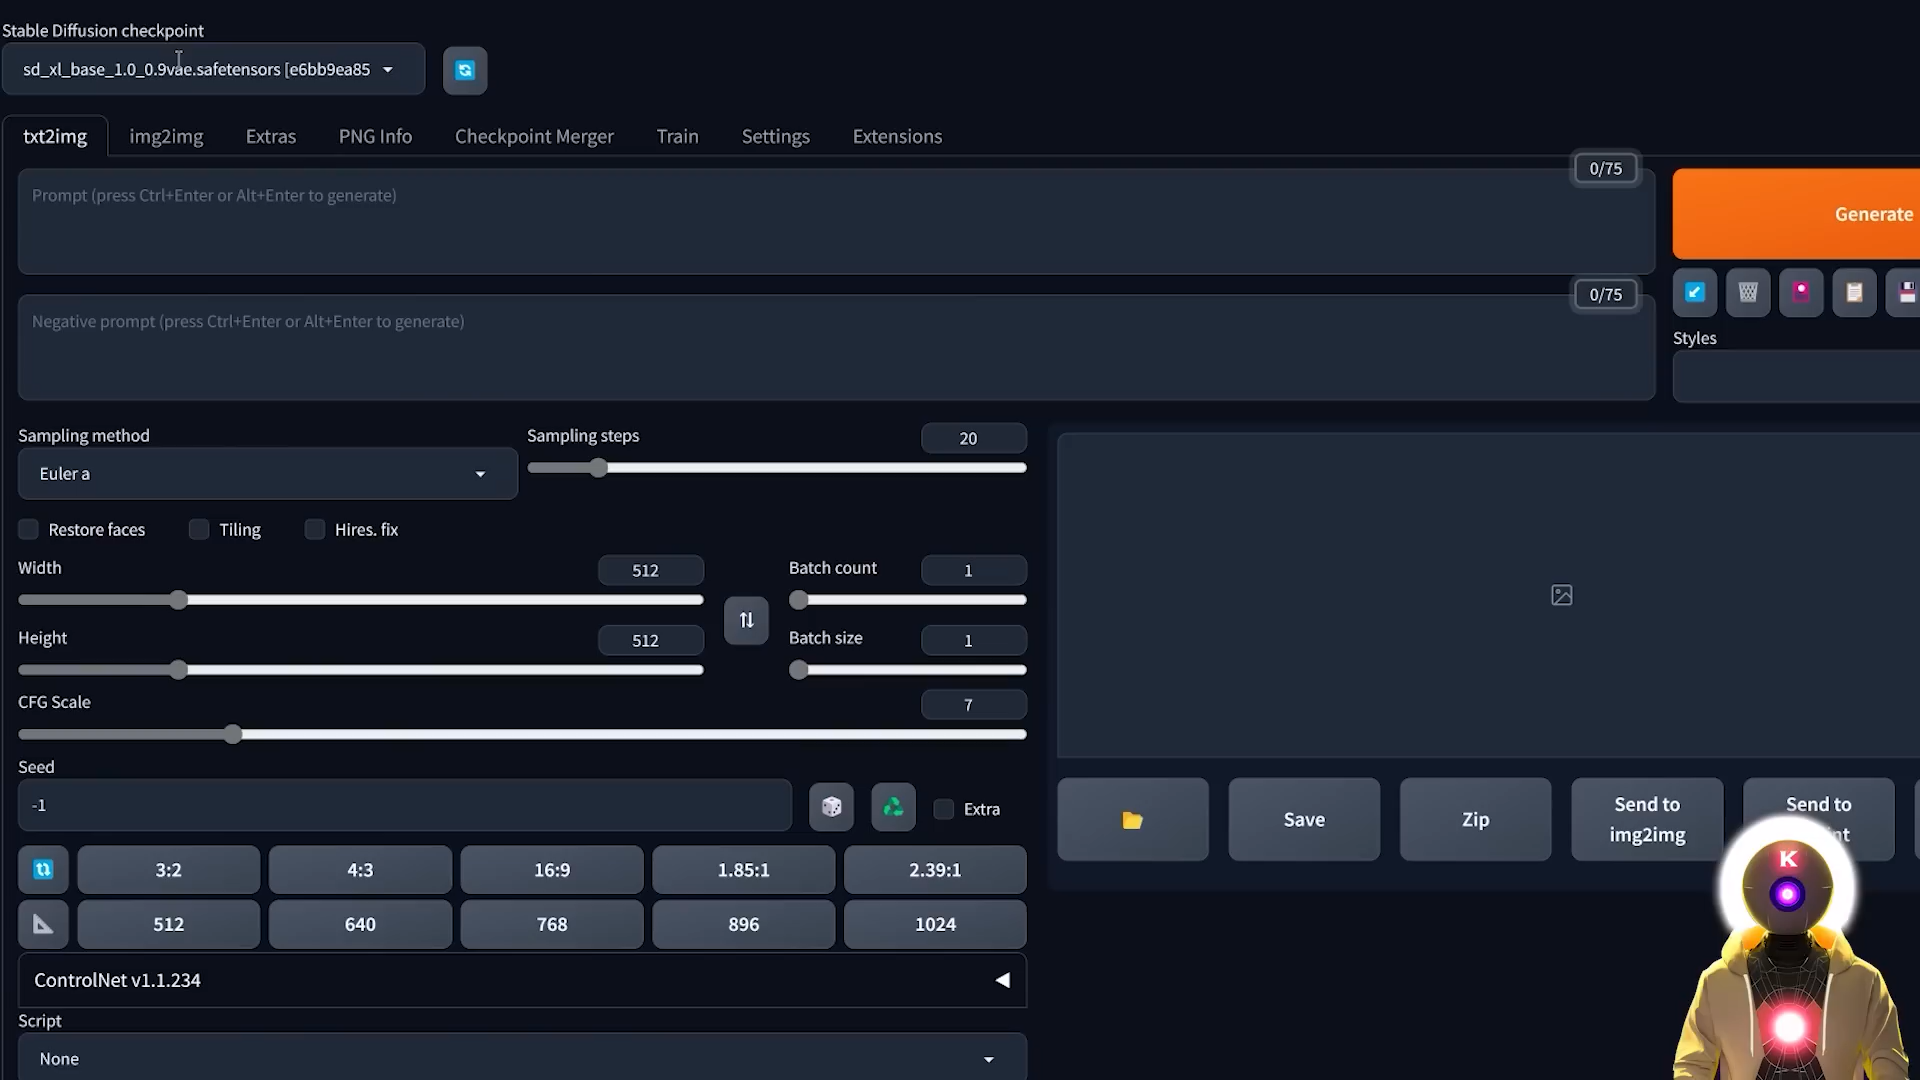 Stable Diffusion checkpoint
sd_xl_base_1.0_0.9vae.safetensors [e6bb9ea85
txt2img img2img Extras PNG Info Checkpoint Merger Train Settings Extensions
0/75
Prompt (press Ctrl+Enter or Alt+Enter to generate)
Generate
0/75
Negative prompt (press Ctrl+Enter or Alt+Enter to generate)
Styles
Sampling method
Euler a
Sampling steps
20
Restore faces Tiling Hires. fix
Width
512
Batch count
1
Height
512
Batch size
1
CFG Scale
7
Seed
-1
Extra
Save
Zip
Send to
img2img
Send to
3:2 4:3 16:9 1.85:1 2.39:1
512 640 768 896 1024
ControlNet v1.1.234
Script
None
K